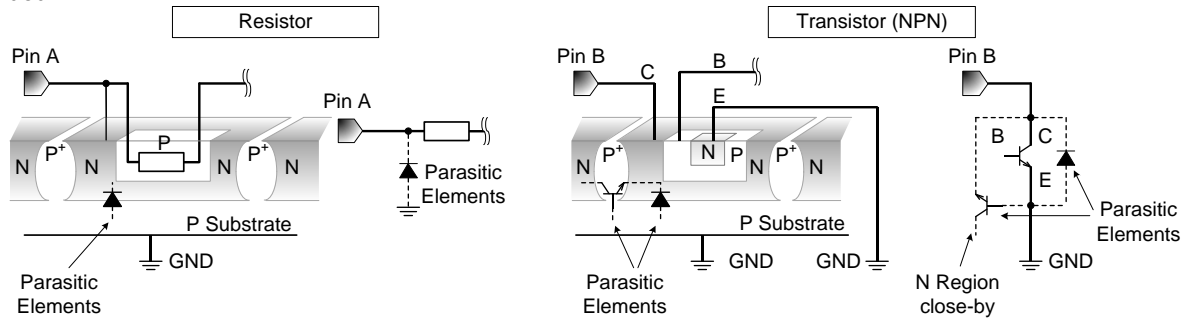 Resistor
Pin A
N
P+
N
P
P+
N
N
P Substrate
GND
Parasitic
Elements
Pin A
Parasitic
Elements
Transistor (NPN)
Pin B
C
B
E
N
P+
N
N
P
P+
N
P Substrate
GND
GND
Parasitic
Elements
Pin B
B
C
E
GND
Parasitic
Elements
N Region
close-by